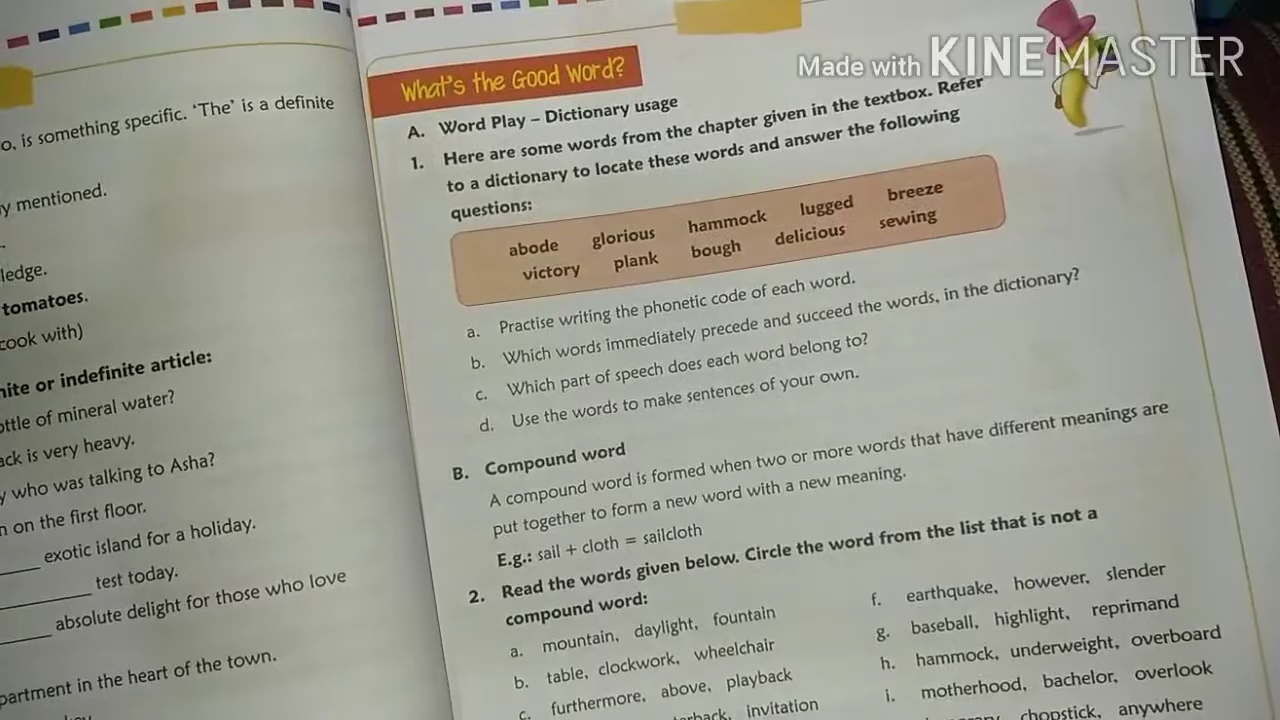 o, is something specific. ‘The’ is a definite
y mentioned.
ledge.
tomatoes.
cook with)
nite or indefinite article:
ottle of mineral water?
ack is very heavy.
y who was talking to Asha?
n on the first floor.
____ exotic island for a holiday.
____ test today.
____ absolute delight for those who love
partment in the heart of the town.
Made with KINEMASTER
What's the Good Word?
A. Word Play – Dictionary usage
1. Here are some words from the chapter given in the textbox. Refer
to a dictionary to locate these words and answer the following
questions:
abode glorious hammock lugged breeze
victory plank bough delicious sewing
a. Practise writing the phonetic code of each word.
b. Which words immediately precede and succeed the words, in the dictionary?
c. Which part of speech does each word belong to?
d. Use the words to make sentences of your own.
B. Compound word
A compound word is formed when two or more words that have different meanings are
put together to form a new word with a new meaning.
E.g.: sail + cloth = sailcloth
2. Read the words given below. Circle the word from the list that is not a
compound word:
a. mountain, daylight, fountain
b. table, clockwork, wheelchair
c. furthermore, above, playback
invitation
f. earthquake, however, slender
g. baseball, highlight, reprimand
h. hammock, underweight, overboard
i. motherhood, bachelor, overlook
chopstick, anywhere